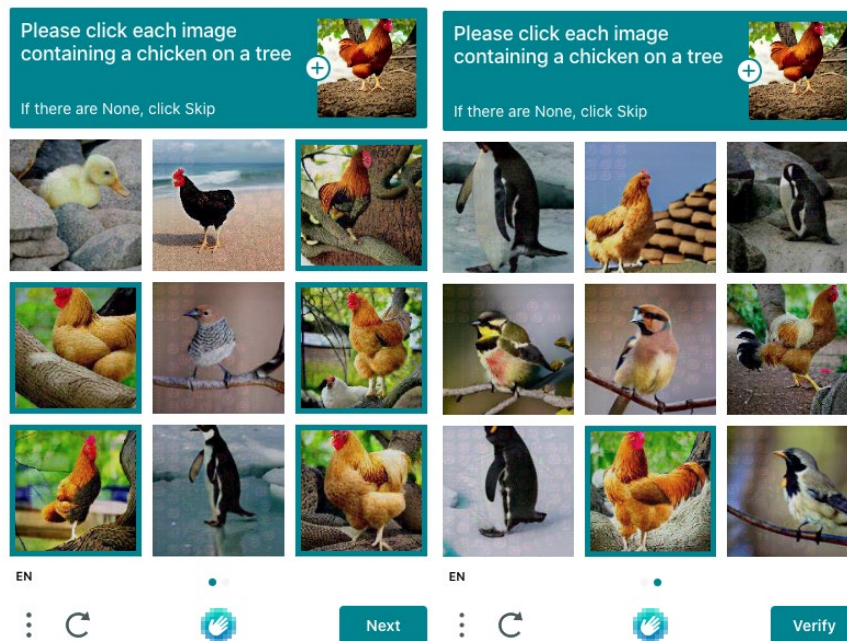 Please click each image
containing a chicken on a tree
If there are None, click Skip
EN
Next
Please click each image
containing a chicken on a tree
If there are None, click Skip
EN
Verify